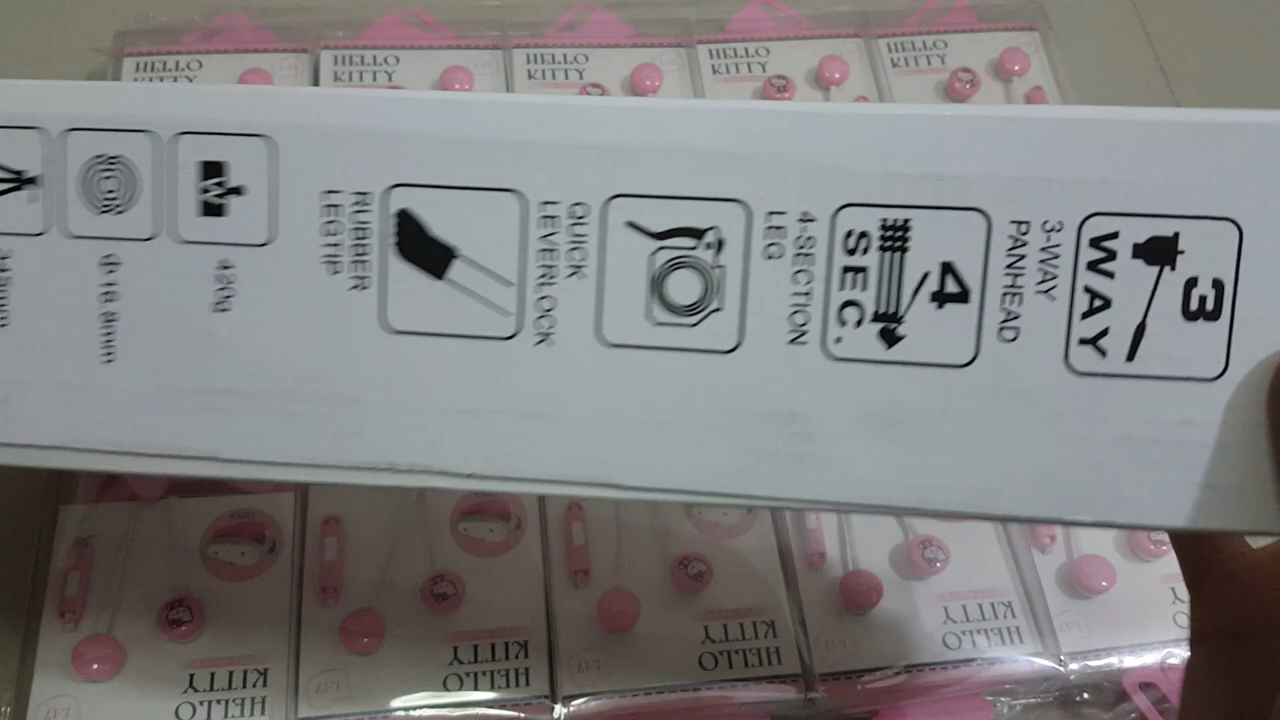 HELLO
KITTY
HELLO
KITTY
HELLO
KITTY
HELLO
KITTY
HELLO
KITTY
3
WAY
3-WAY
PANHEAD
4
SEC.
4-SECTION
LEG
QUICK
LEVERLOCK
RUBBER
LEGTIP
W
HELLO
KITTY
HELLO
KITTY
HELLO
KITTY
HELLO
KITTY